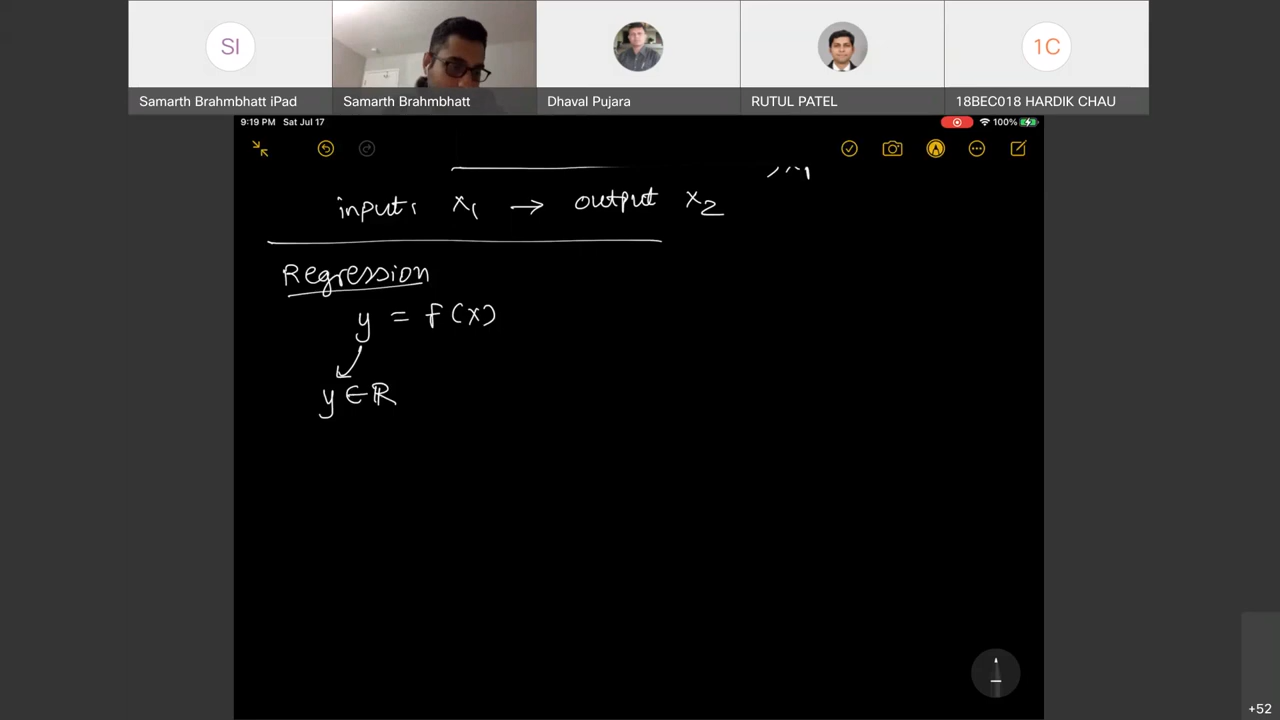 SI
1C
Samarth Brahmbhatt iPad
Samarth Brahmbhatt
Dhaval Pujara
RUTUL PATEL
18BEC018 HARDIK CHAU
9:19 PM Sat Jul 17
100%
input: x₁ → output x₂
Regression
y = f(x)
y ∈ ℝ
+52